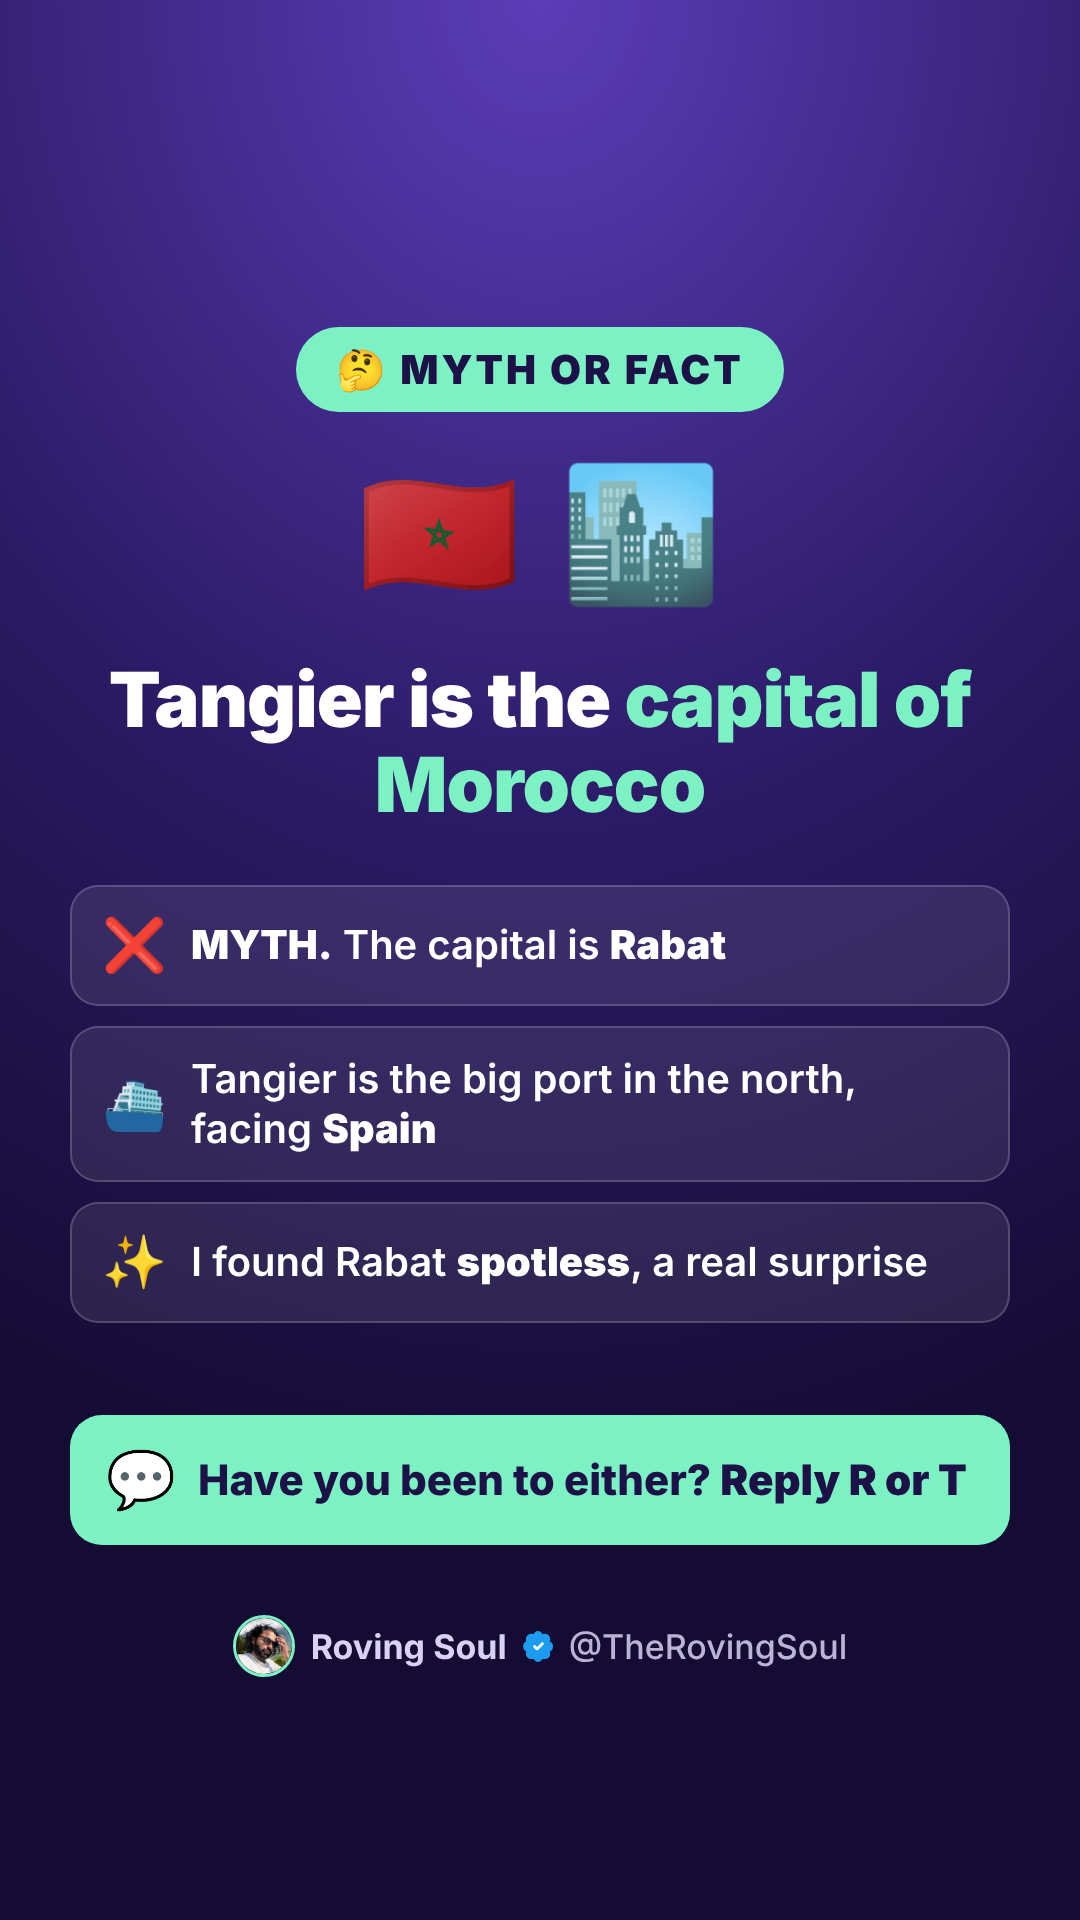 🤔 MYTH OR FACT
Tangier is the capital of
Morocco
MYTH. The capital is Rabat
Tangier is the big port in the north,
facing Spain
I found Rabat spotless, a real surprise
Have you been to either? Reply R or T
Roving Soul @TheRovingSoul